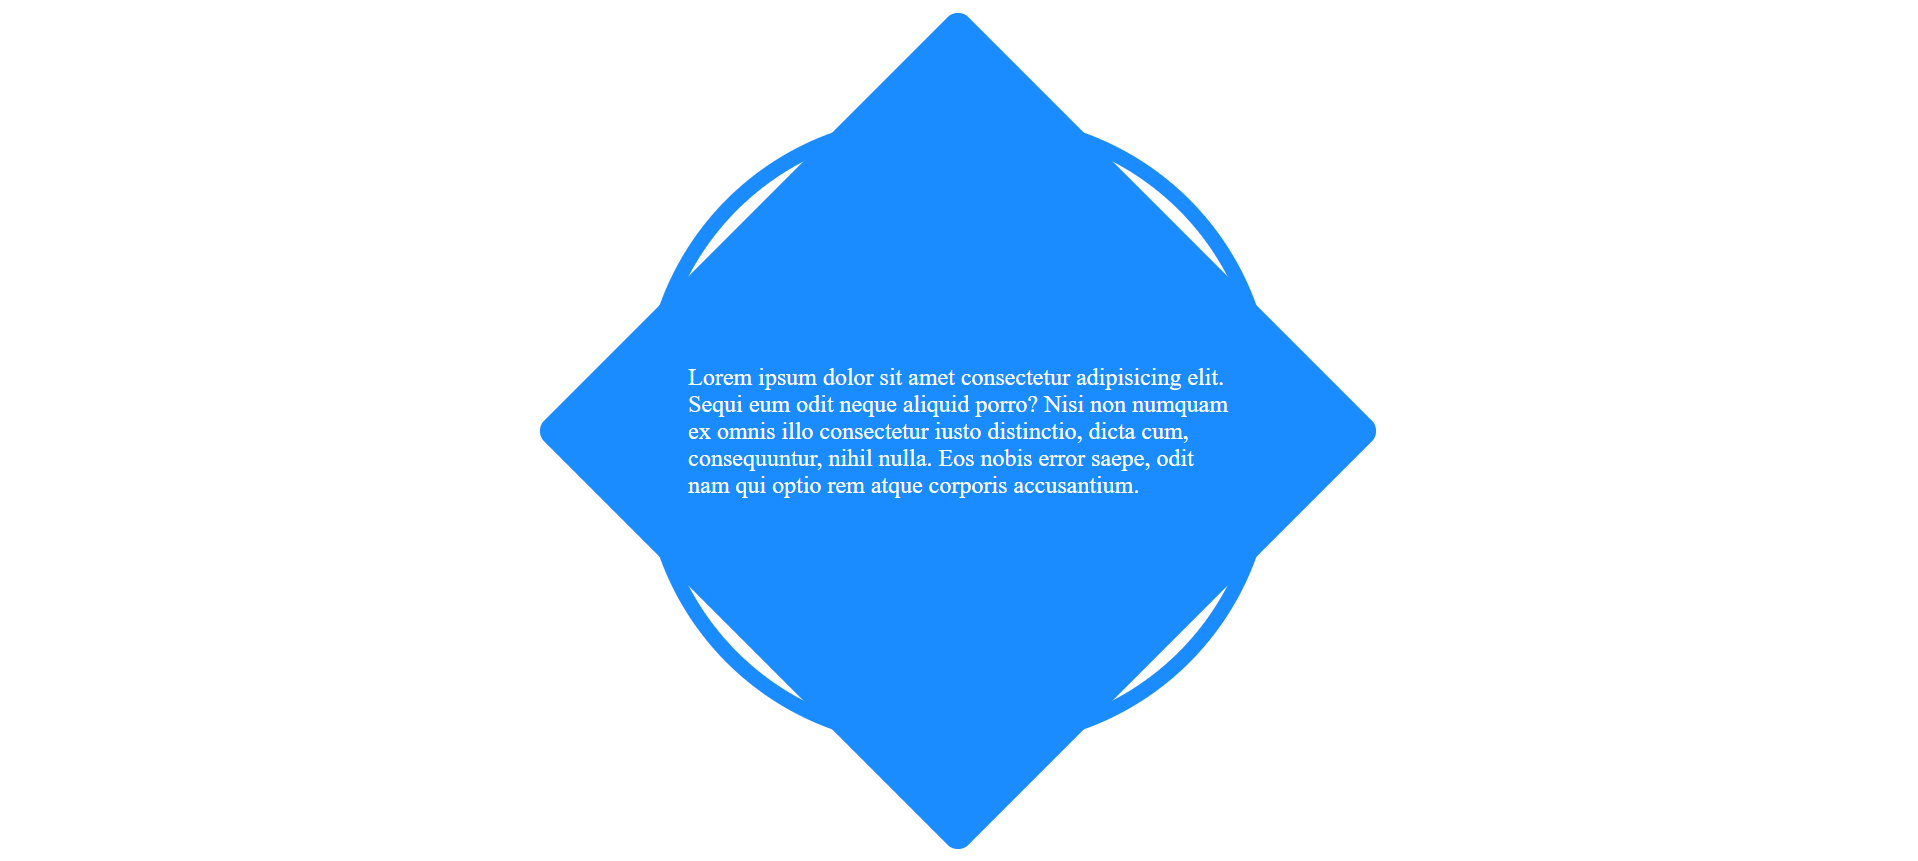 Lorem ipsum dolor sit amet consectetur adipisicing elit.
Sequi eum odit neque aliquid porro? Nisi non numquam
ex omnis illo consectetur iusto distinctio, dicta cum,
consequuntur, nihil nulla. Eos nobis error saepe, odit
nam qui optio rem atque corporis accusantium.